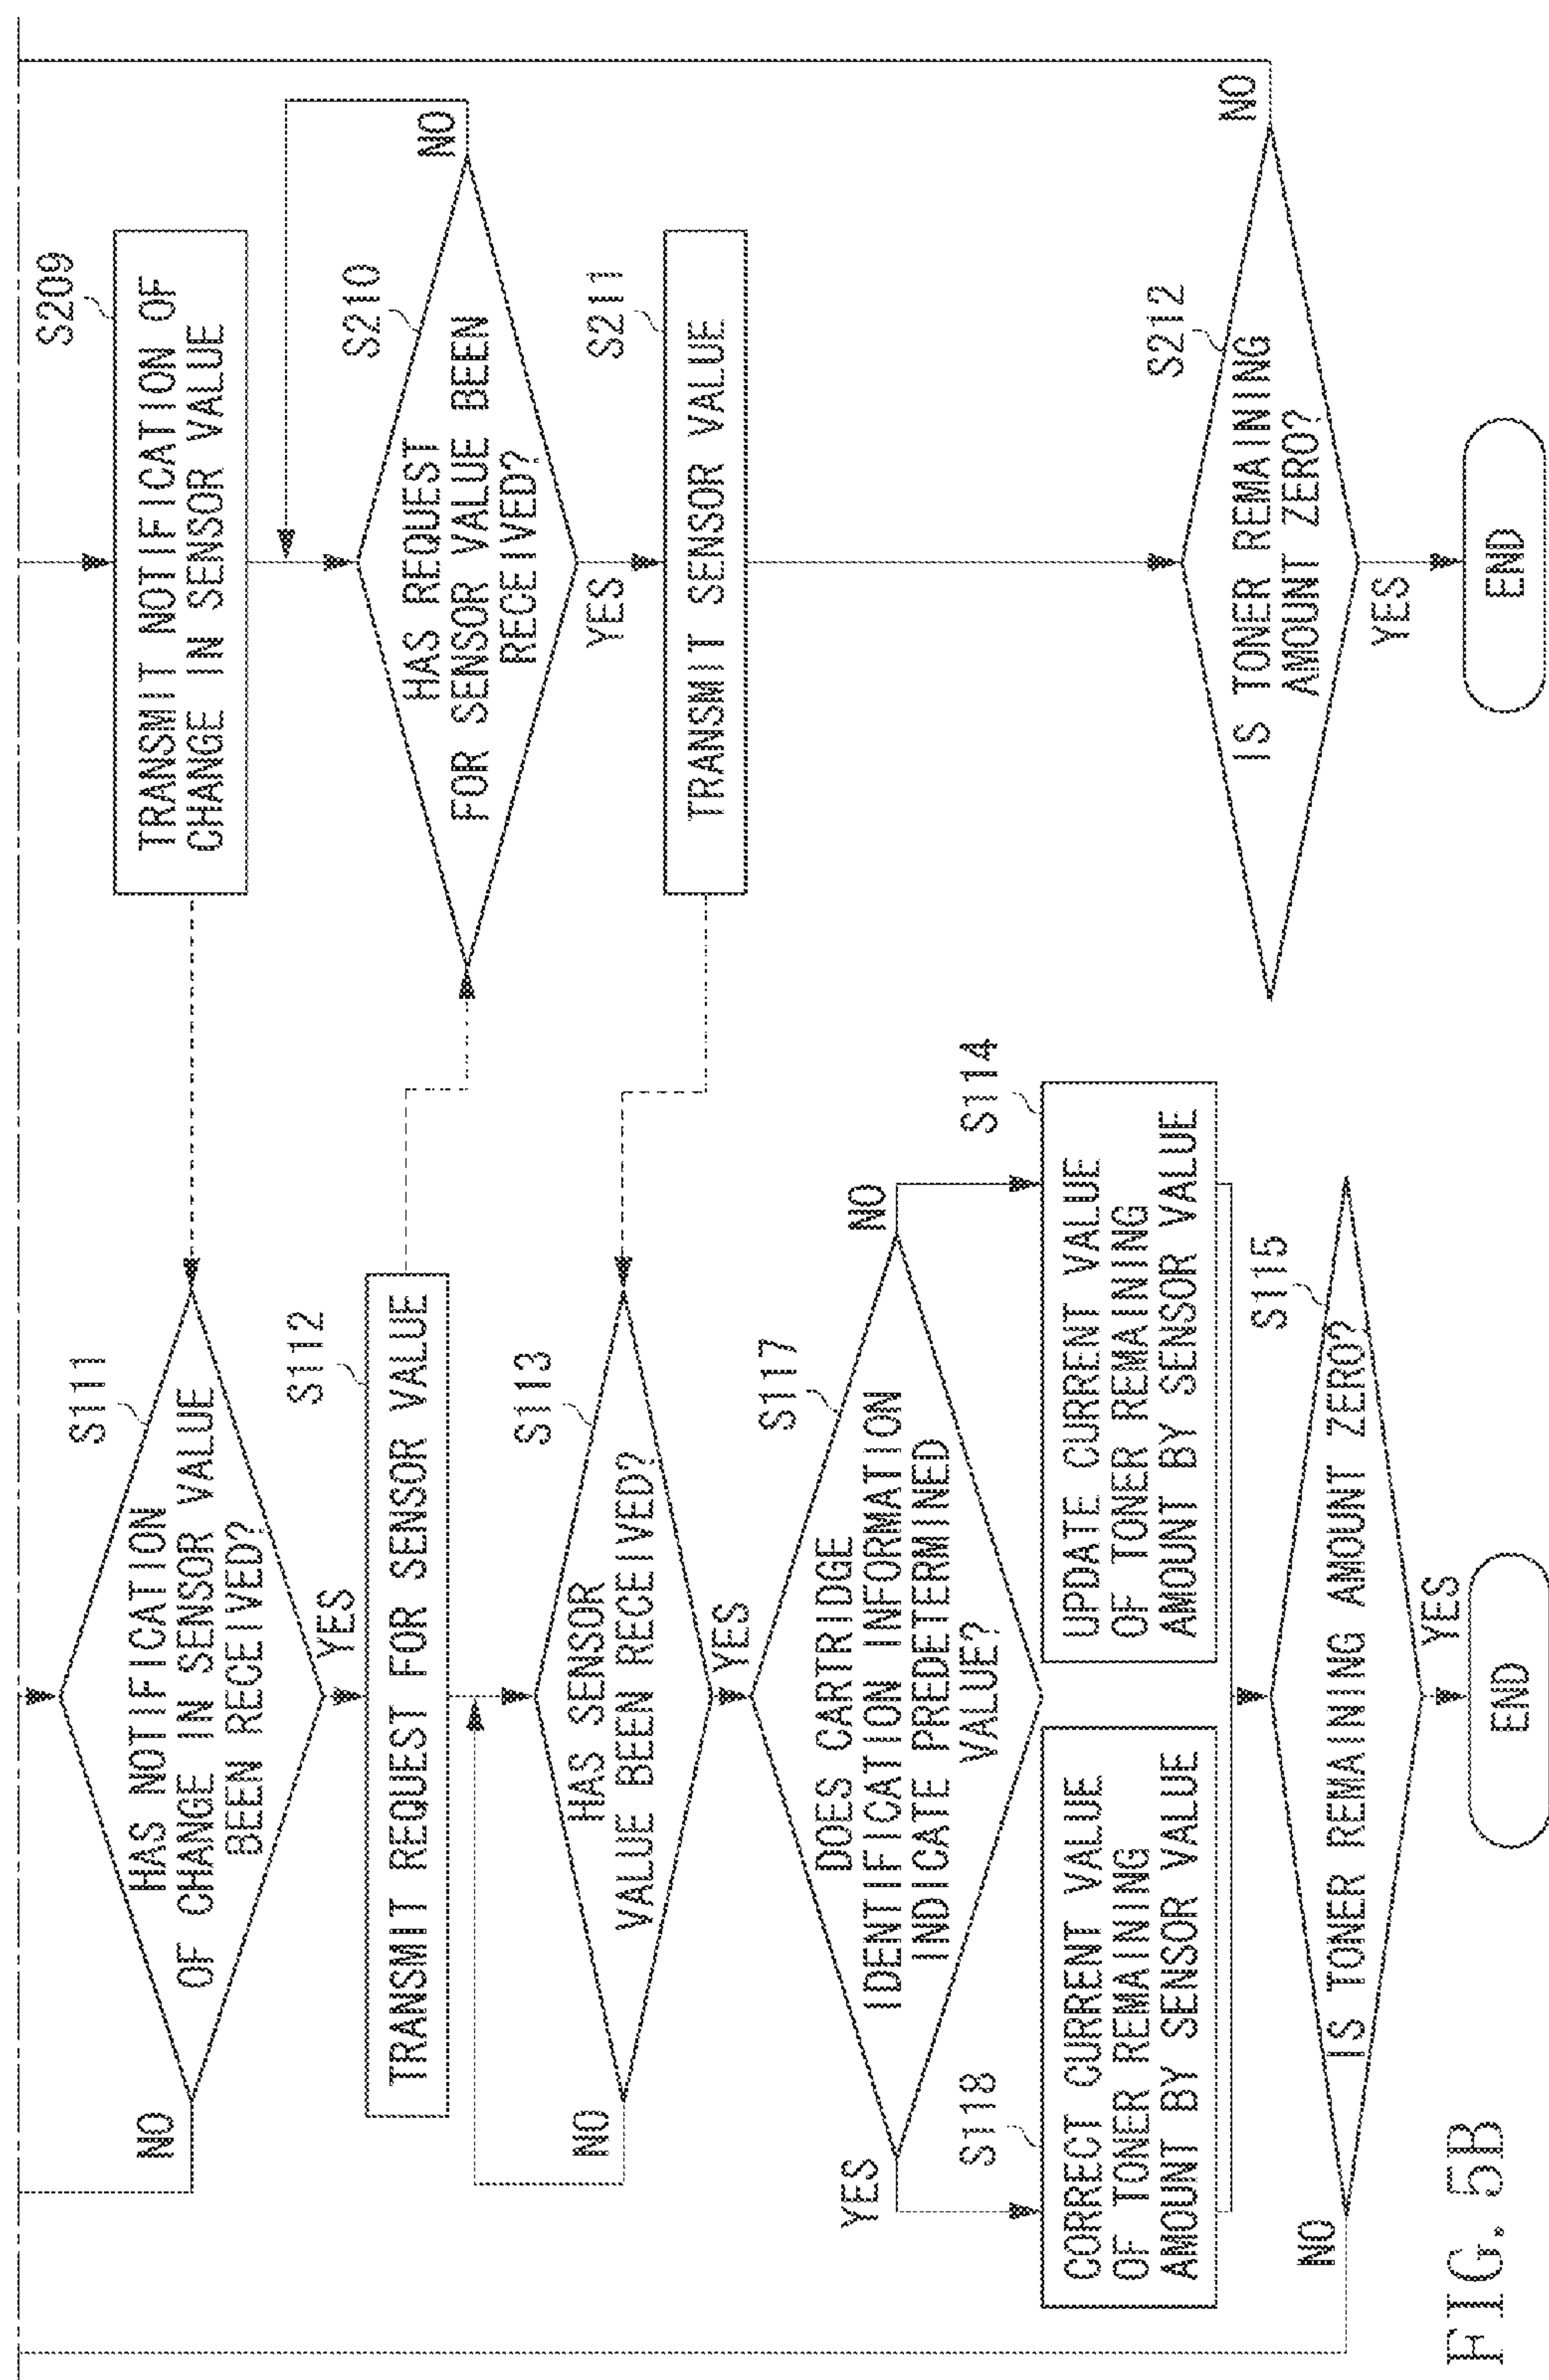 S111
HAS NOTIFICATION
OF CHANGE IN SENSOR VALUE
BEEN RECEIVED?
NO
YES
S112
TRANSMIT REQUEST FOR SENSOR VALUE
S113
HAS SENSOR
VALUE BEEN RECEIVED?
NO
YES
S117
DOES CARTRIDGE
IDENTIFICATION INFORMATION
INDICATE PREDETERMINED
VALUE?
YES
NO
S118
CORRECT CURRENT VALUE
OF TONER REMAINING
AMOUNT BY SENSOR VALUE
S114
UPDATE CURRENT VALUE
OF TONER REMAINING
AMOUNT BY SENSOR VALUE
S115
IS TONER REMAINING AMOUNT ZERO?
NO
YES
END
S209
TRANSMIT NOTIFICATION OF
CHANGE IN SENSOR VALUE
S210
HAS REQUEST
FOR SENSOR VALUE BEEN
RECEIVED?
NO
YES
S211
TRANSMIT SENSOR VALUE
S212
IS TONER REMAINING
AMOUNT ZERO?
NO
YES
END
FIG. 5B